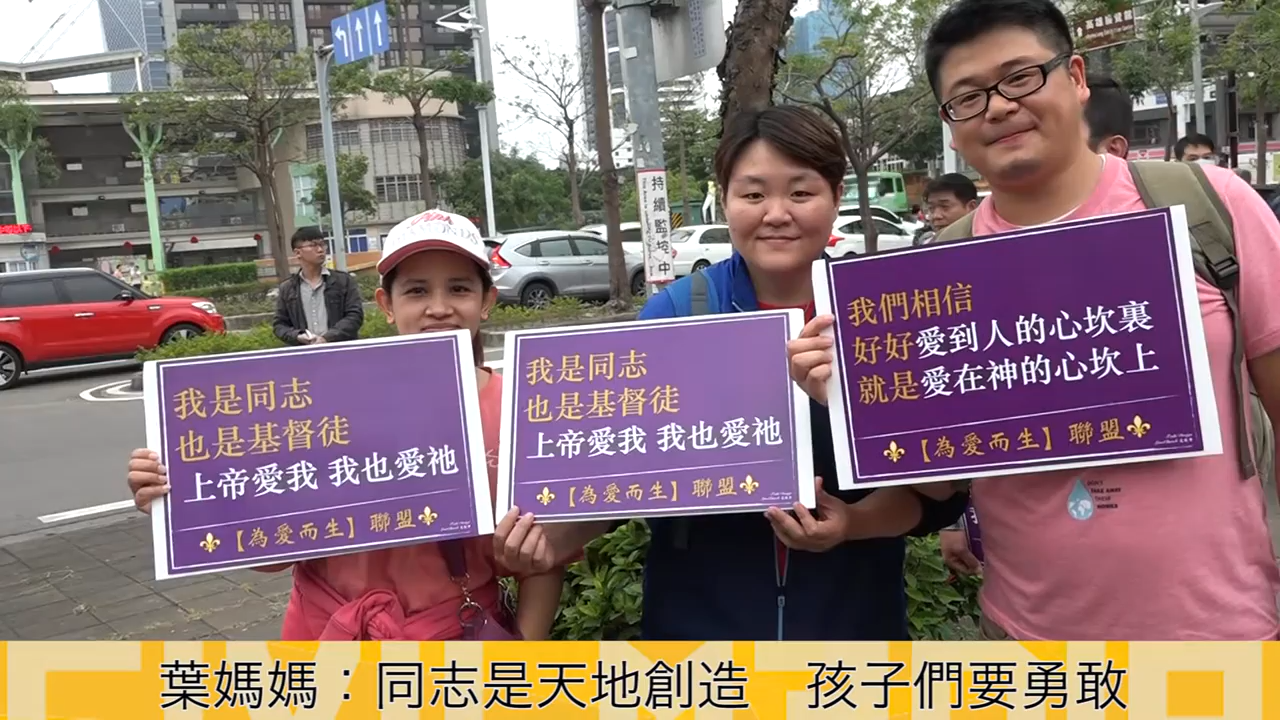 持續監控中
我是同志
也是基督徒
上帝愛我 我也愛祂
【為愛而生】聯盟
我是同志
也是基督徒
上帝愛我 我也愛祂
【為愛而生】聯盟
我們相信
好好愛到人的心坎裏
就是愛在神的心坎上
【為愛而生】聯盟
葉媽媽：同志是天地創造 孩子們要勇敢